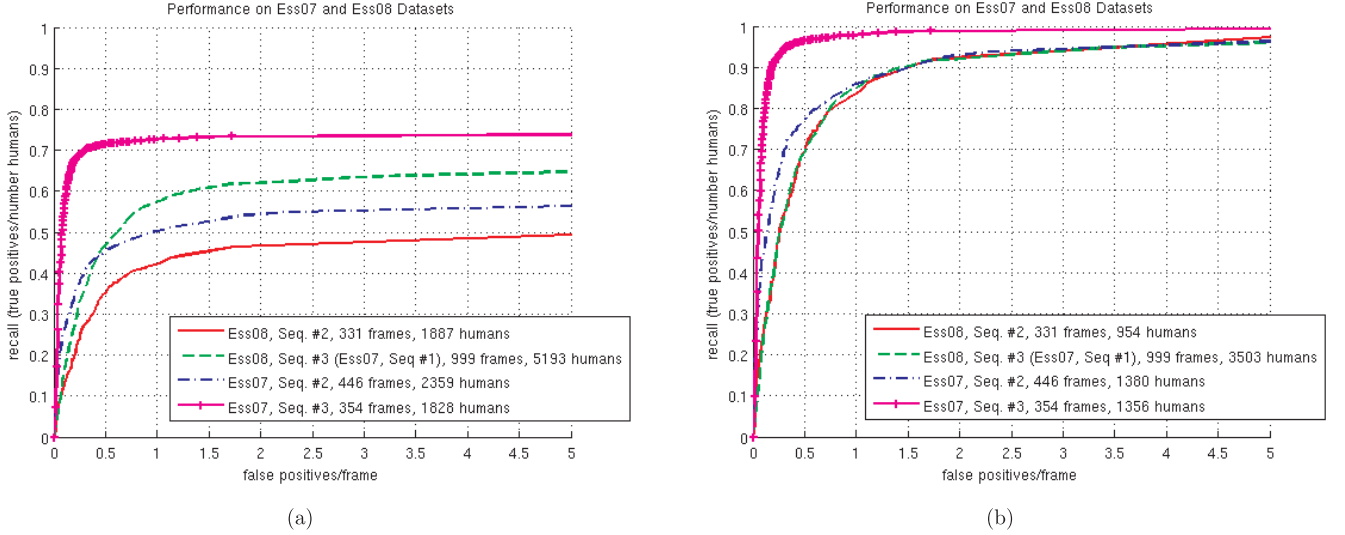 Performance on Ess07 and Ess08 Datasets
1
0.9
0.8
0.7
0.6
0.5
0.4
0.3
0.2
0.1
0
recall (true positives/number humans)
Ess08, Seq. #2, 331 frames, 1887 humans
Ess08, Seq. #3 (Ess07, Seq #1), 999 frames, 5193 humans
Ess07, Seq. #2, 446 frames, 2359 humans
Ess07, Seq. #3, 354 frames, 1828 humans
0 0.5 1 1.5 2 2.5 3 3.5 4 4.5 5
false positives/frame
(a)
Performance on Ess07 and Ess08 Datasets
1
0.9
0.8
0.7
0.6
0.5
0.4
0.3
0.2
0.1
0
recall (true positives/number humans)
Ess08, Seq. #2, 331 frames, 954 humans
Ess08, Seq. #3 (Ess07, Seq #1), 999 frames, 3503 humans
Ess07, Seq. #2, 446 frames, 1380 humans
Ess07, Seq. #3, 354 frames, 1356 humans
0 0.5 1 1.5 2 2.5 3 3.5 4 4.5 5
false positives/frame
(b)